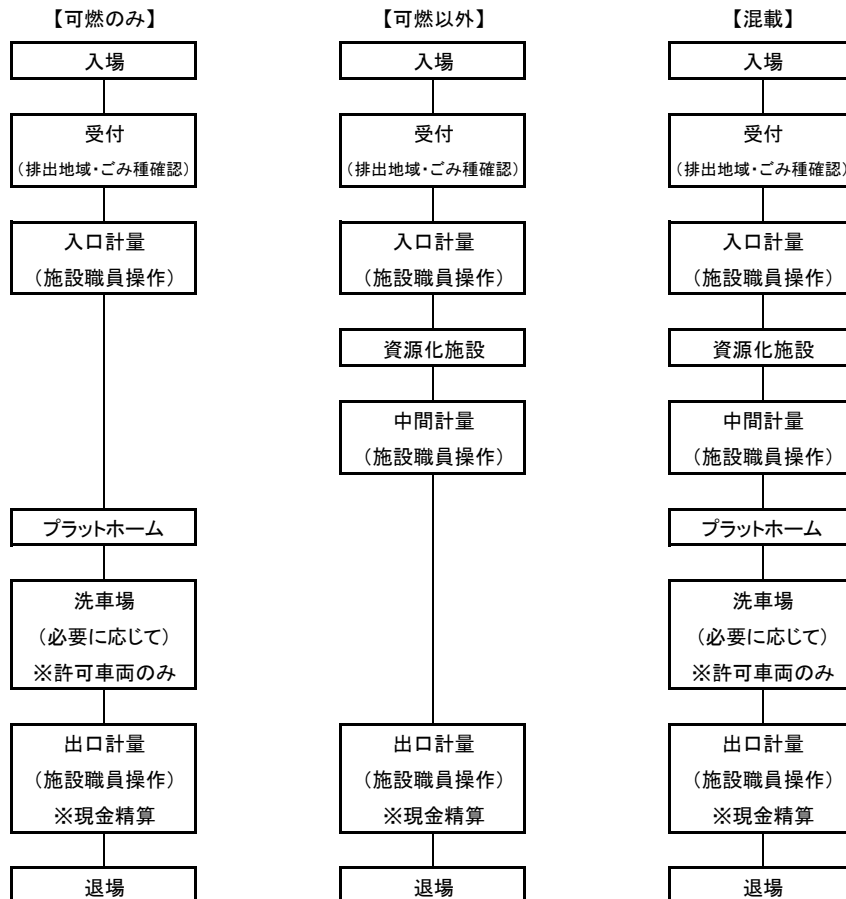 【可燃のみ】
入場
受付
（排出地域・ごみ種確認）
入口計量
（施設職員操作）
プラットホーム
洗車場
（必要に応じて）
※許可車両のみ
出口計量
（施設職員操作）
※現金精算
退場
【可燃以外】
入場
受付
（排出地域・ごみ種確認）
入口計量
（施設職員操作）
資源化施設
中間計量
（施設職員操作）
出口計量
（施設職員操作）
※現金精算
退場
【混載】
入場
受付
（排出地域・ごみ種確認）
入口計量
（施設職員操作）
資源化施設
中間計量
（施設職員操作）
プラットホーム
洗車場
（必要に応じて）
※許可車両のみ
出口計量
（施設職員操作）
※現金精算
退場